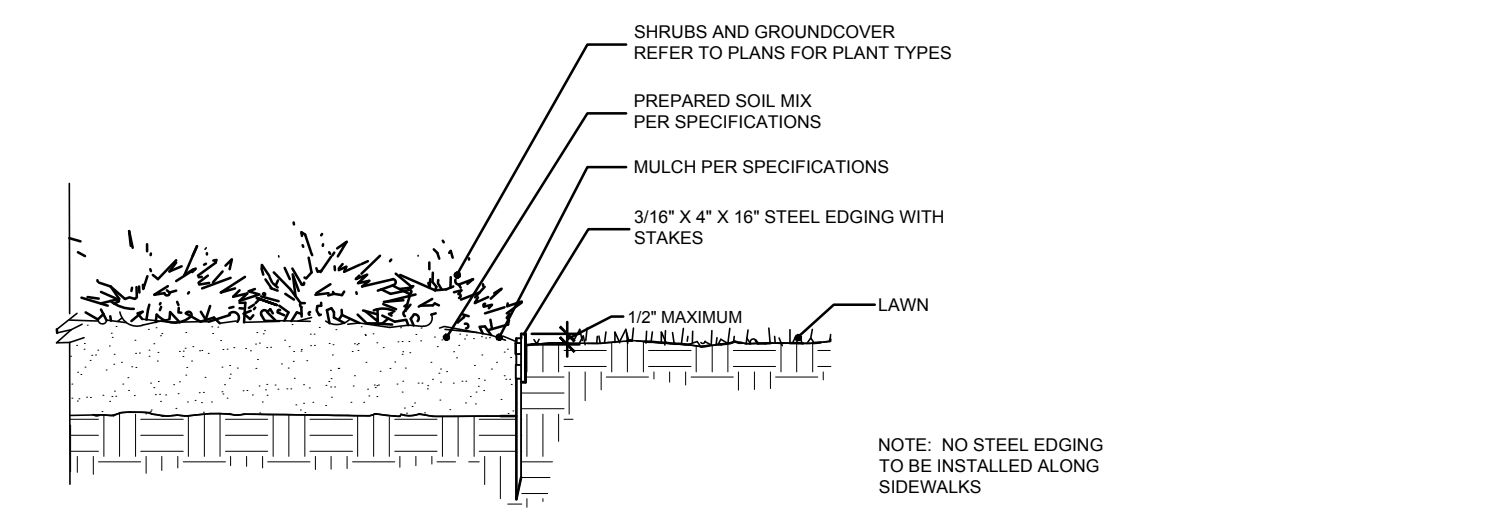 SHRUBS AND GROUNDCOVER
REFER TO PLANS FOR PLANT TYPES
PREPARED SOIL MIX
PER SPECIFICATIONS
MULCH PER SPECIFICATIONS
3/16" X 4" X 16" STEEL EDGING WITH
STAKES
1/2" MAXIMUM
LAWN
NOTE: NO STEEL EDGING
TO BE INSTALLED ALONG
SIDEWALKS